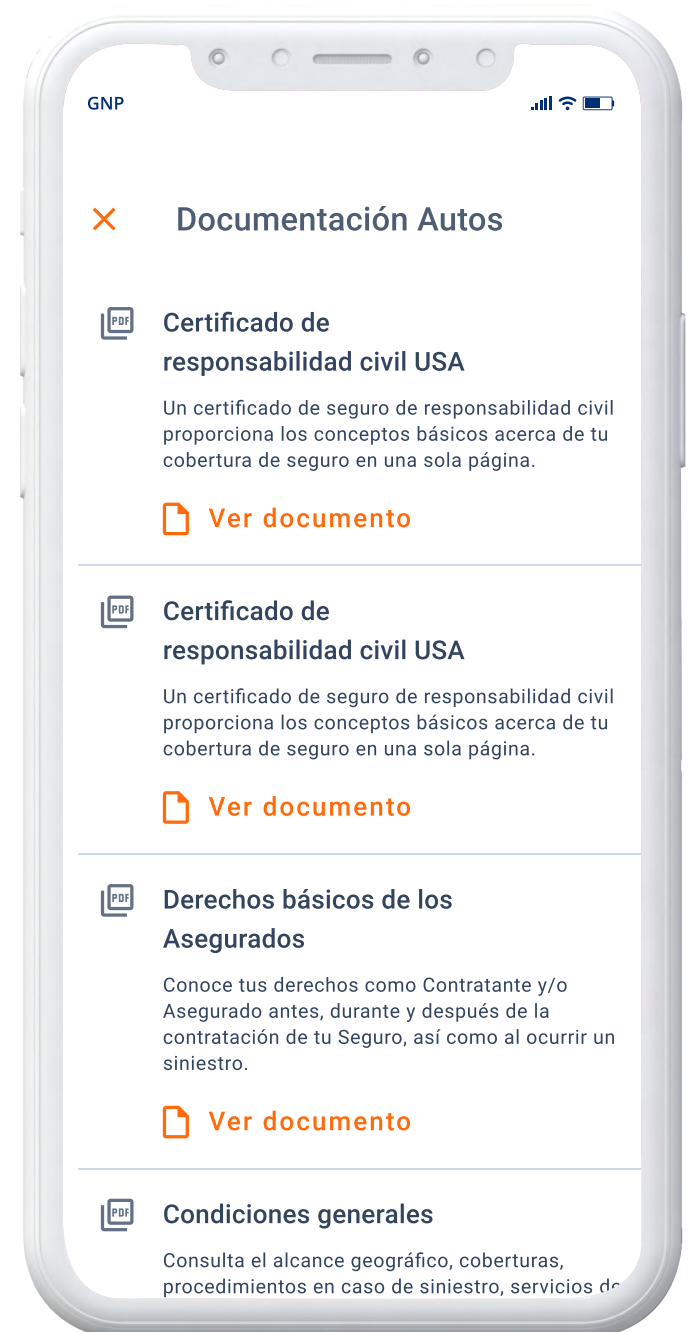 GNP
Documentación Autos
PDF
Certificado de
responsabilidad civil USA
Un certificado de seguro de responsabilidad civil
proporciona los conceptos básicos acerca de tu
cobertura de seguro en una sola página.
Ver documento
PDF
Certificado de
responsabilidad civil USA
Un certificado de seguro de responsabilidad civil
proporciona los conceptos básicos acerca de tu
cobertura de seguro en una sola página.
Ver documento
PDF
Derechos básicos de los
Asegurados
Conoce tus derechos como Contratante y/o
Asegurado antes, durante y después de la
contratación de tu Seguro, así como al ocurrir un
siniestro.
Ver documento
PDF
Condiciones generales
Consulta el alcance geográfico, coberturas,
procedimientos en caso de siniestro, servicios de